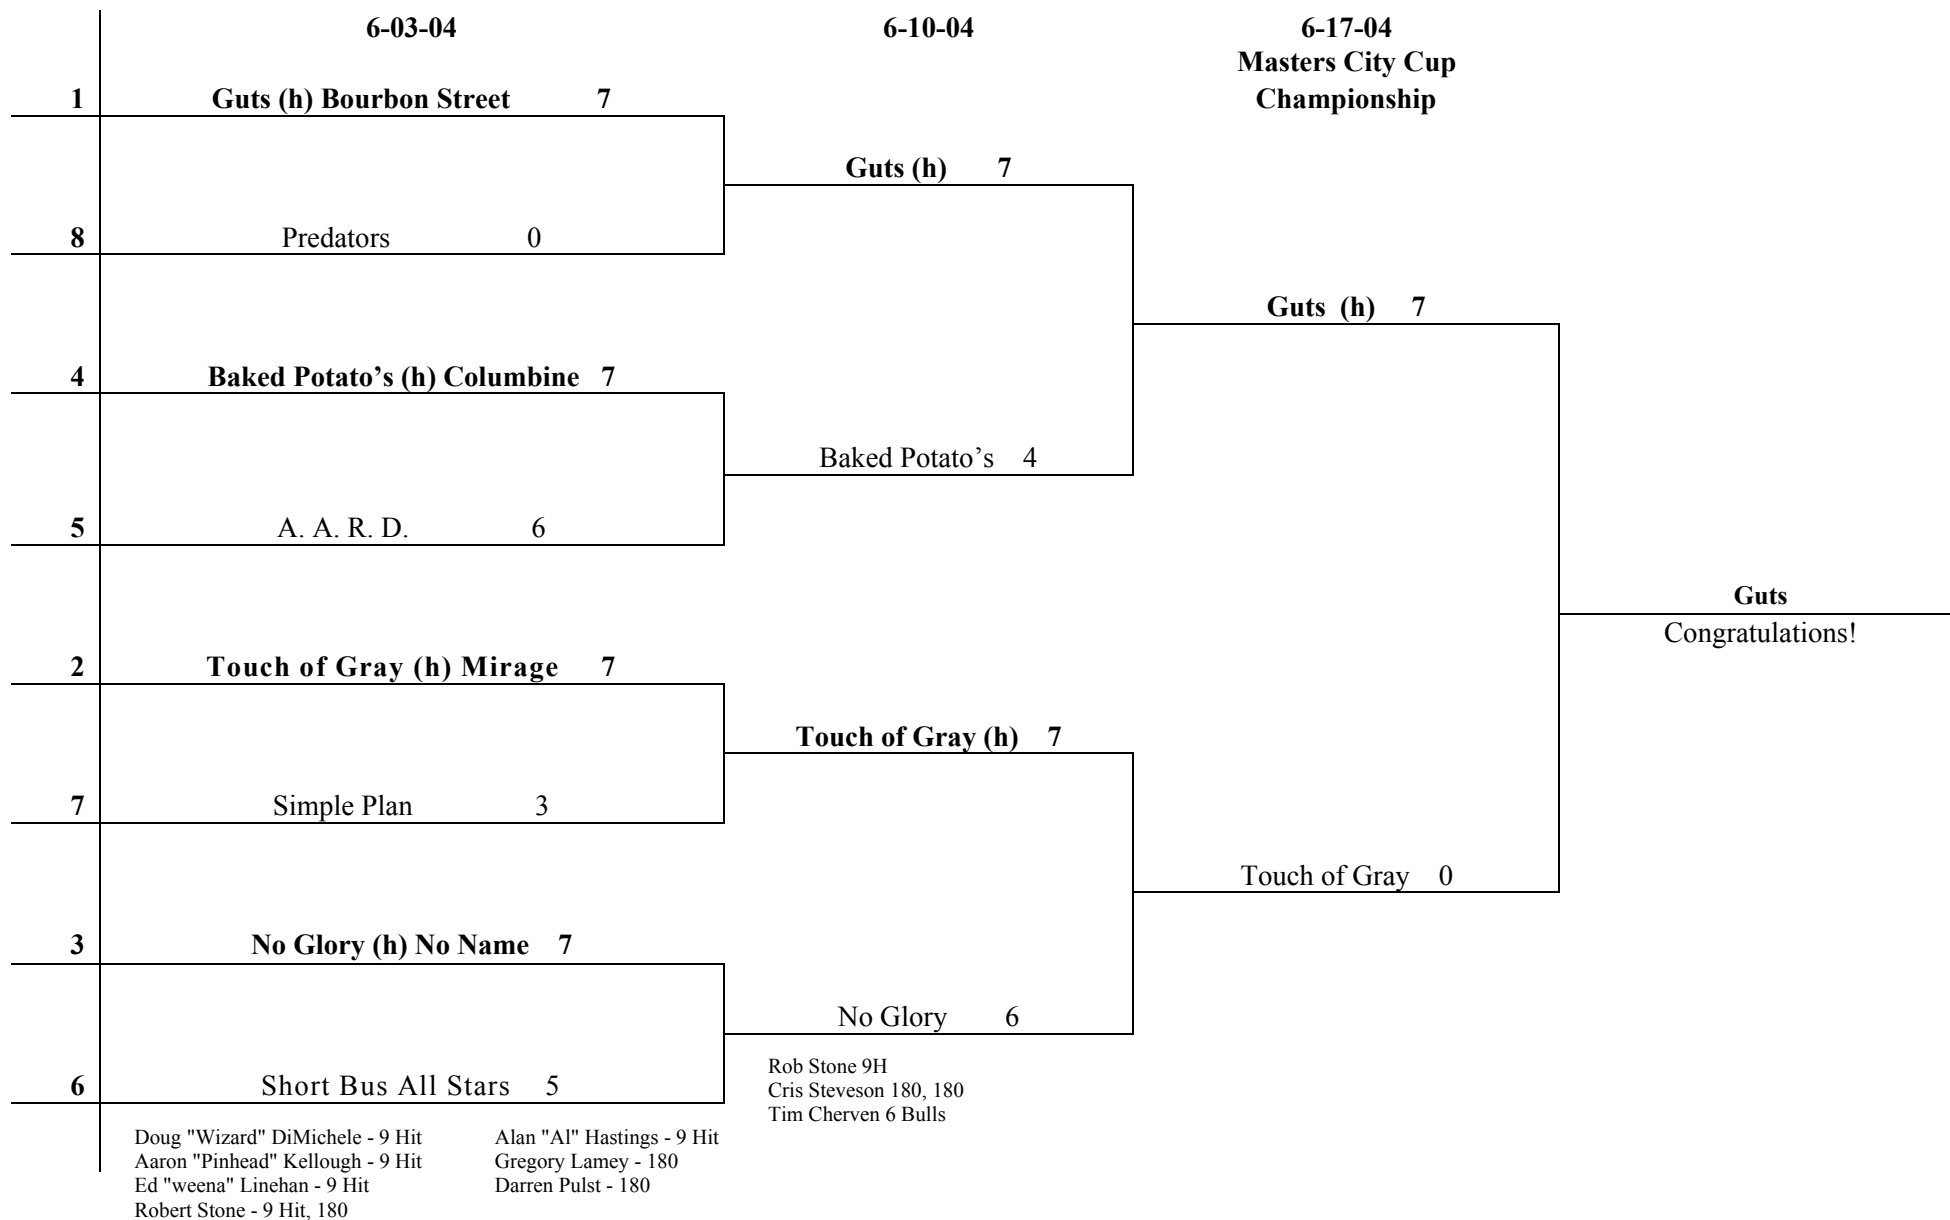 6-03-04
6-10-04
6-17-04
Masters City Cup
Championship
1 Guts (h) Bourbon Street 7
Guts (h) 7
8 Predators 0
Guts (h) 7
4 Baked Potato’s (h) Columbine 7
Baked Potato’s 4
5 A. A. R. D. 6
Guts
Congratulations!
2 Touch of Gray (h) Mirage 7
Touch of Gray (h) 7
7 Simple Plan 3
Touch of Gray 0
3 No Glory (h) No Name 7
No Glory 6
6 Short Bus All Stars 5
Rob Stone 9H
Cris Steveson 180, 180
Tim Cherven 6 Bulls
Doug "Wizard" DiMichele - 9 Hit
Aaron "Pinhead" Kellough - 9 Hit
Ed "weena" Linehan - 9 Hit
Robert Stone - 9 Hit, 180
Alan "Al" Hastings - 9 Hit
Gregory Lamey - 180
Darren Pulst - 180